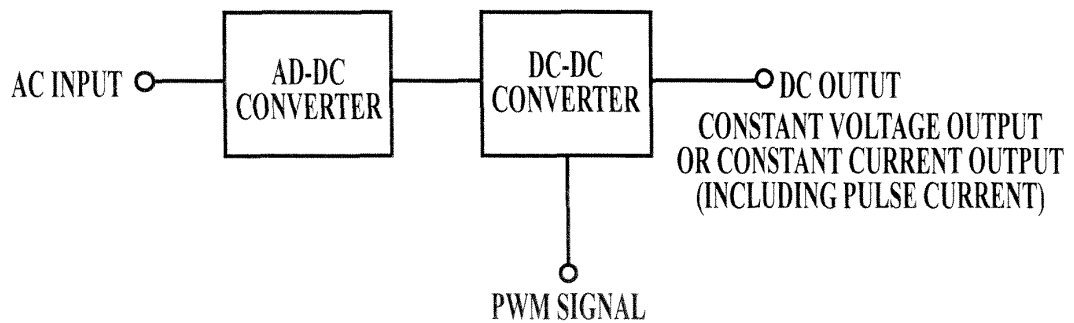 AC INPUT
AD-DC
CONVERTER
DC-DC
CONVERTER
DC OUTUT
CONSTANT VOLTAGE OUTPUT
OR CONSTANT CURRENT OUTPUT
(INCLUDING PULSE CURRENT)
PWM SIGNAL